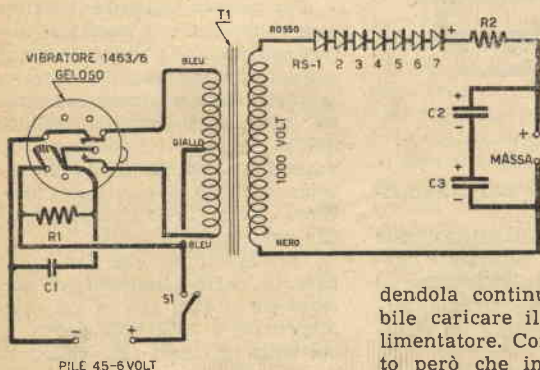 T1
ROSSO
+
R2
VIBRATORE 1463/6
GELOSO
BLEU
RS-1 2 3 4 5 6 7
GIALLO
1000 VOLT
+
C2
-
+
C3
-
+
MASSA
-
R1
BLEU
NERO
C1
S1
- +
PILE 45-6 VOLT
dendola continu
bile caricare il
limentatore. Co
to però che in